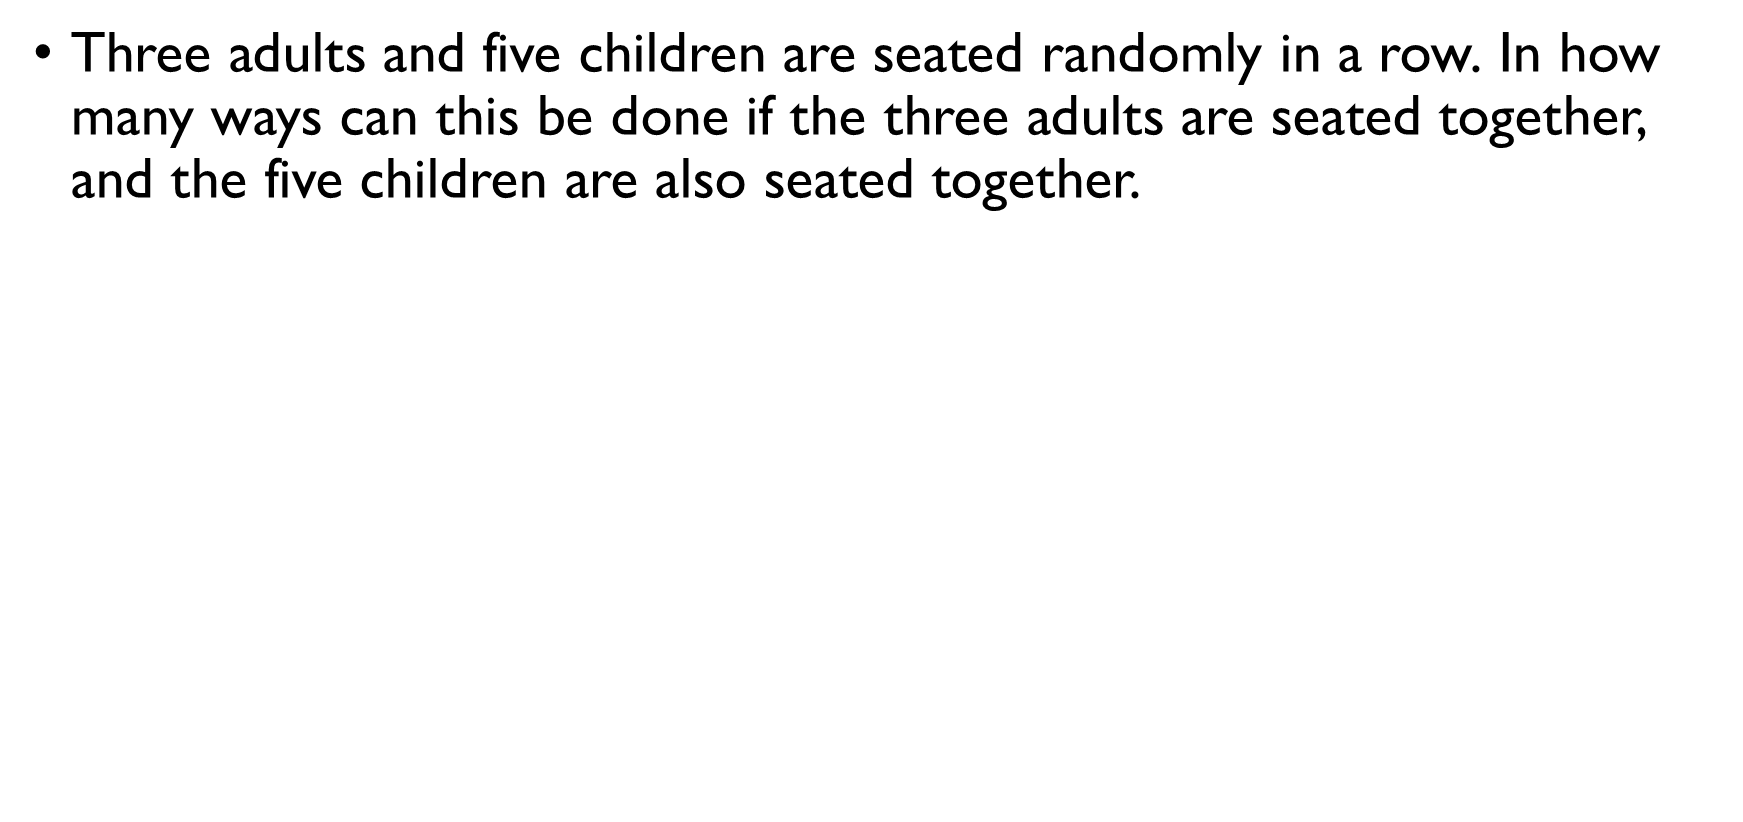 • Three adults and five children are seated randomly in a row. In how
many ways can this be done if the three adults are seated together,
and the five children are also seated together.